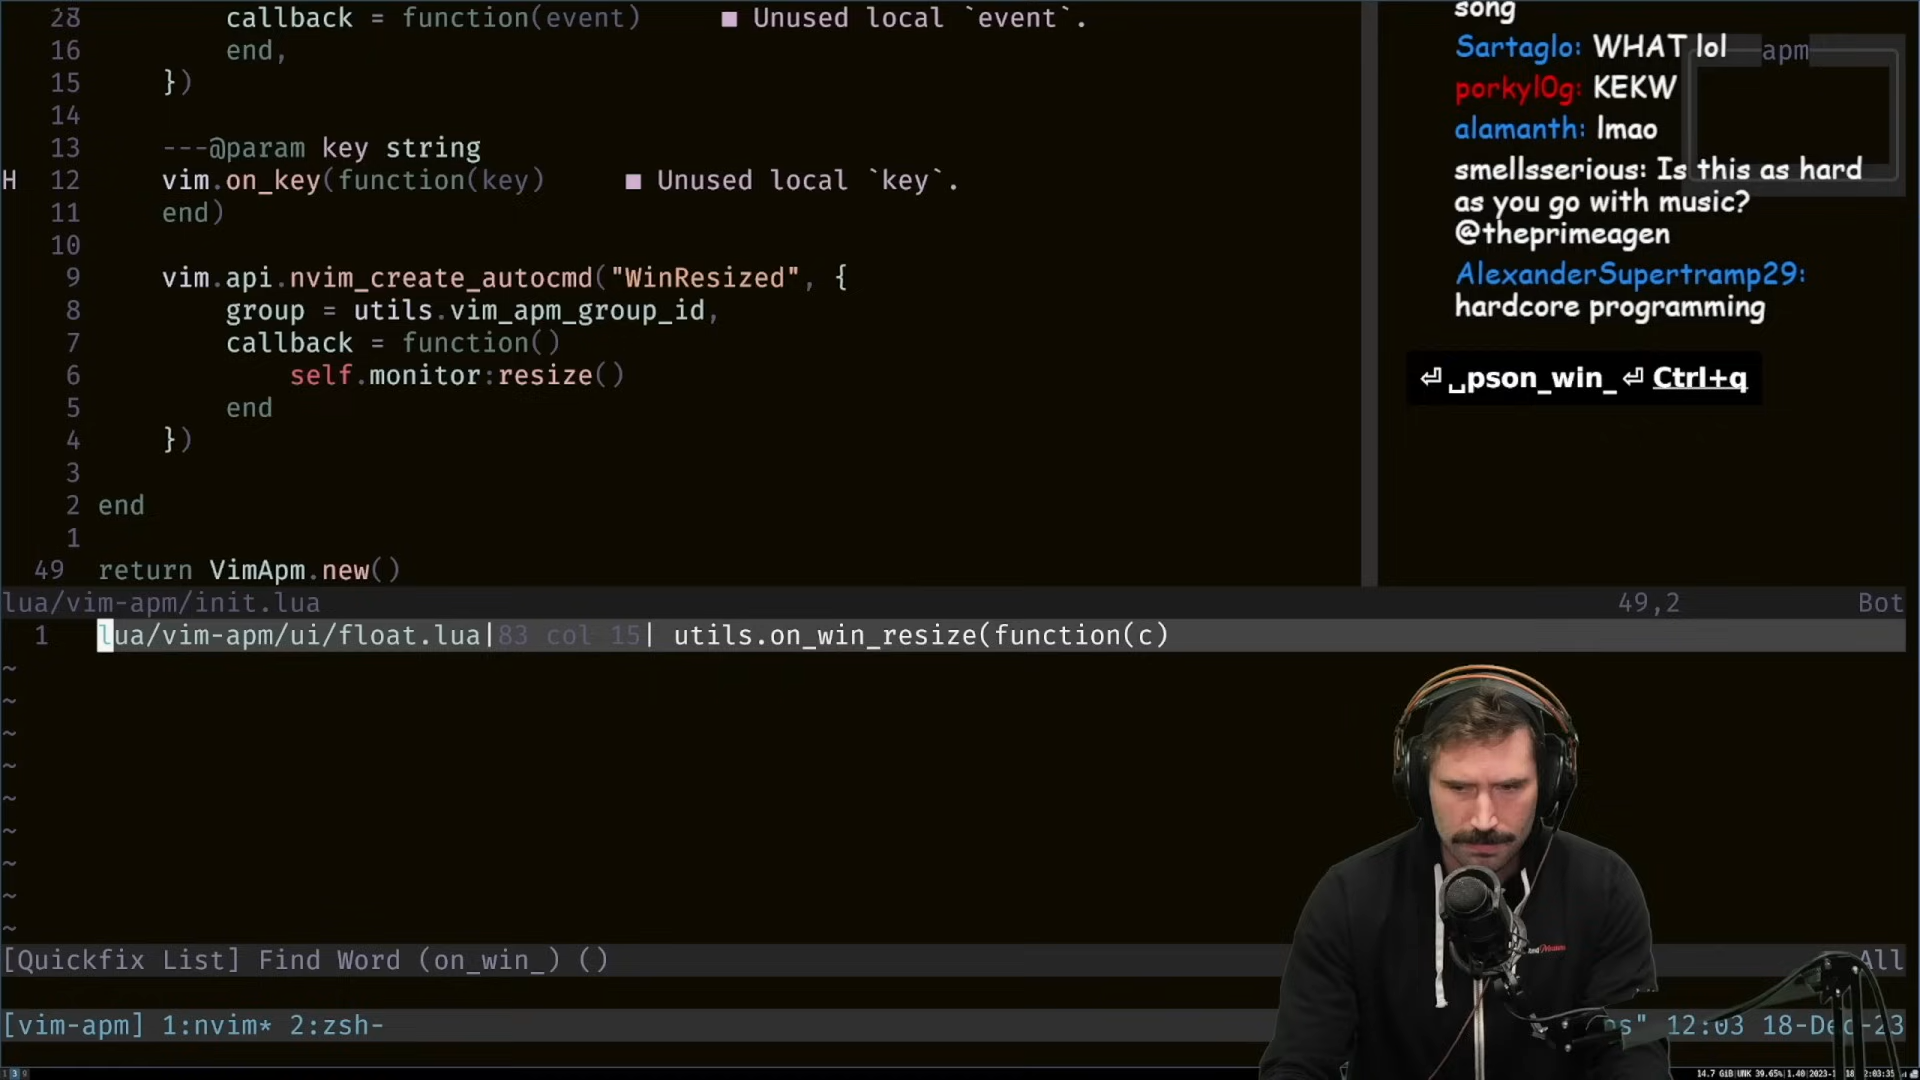 28 callback = function(event) ■ Unused local `event`.
16 end,
15 })
14
13 ---@param key string
H 12 vim.on_key(function(key) ■ Unused local `key`.
11 end)
10
9 vim.api.nvim_create_autocmd("WinResized", {
8 group = utils.vim_apm_group_id,
7 callback = function()
6 self.monitor:resize()
5 end
4 })
3
2 end
1
49 return VimApm.new()
lua/vim-apm/init.lua 49,2 Bot
1 lua/vim-apm/ui/float.lua|83 col 15| utils.on_win_resize(function(c)
~
~
~
~
~
~
~
~
~
[Quickfix List] Find Word (on_win_) () All
[vim-apm] 1:nvim* 2:zsh- 12:03 18-Dec-23
song
Sartaglo: WHAT lol
apm
porkyl0g: KEKW
alamanth: lmao
smellsserious: Is this as hard
as you go with music?
@theprimeagen
AlexanderSupertramp29:
hardcore programming
⏎ ␣pson_win_ ⏎ Ctrl+q